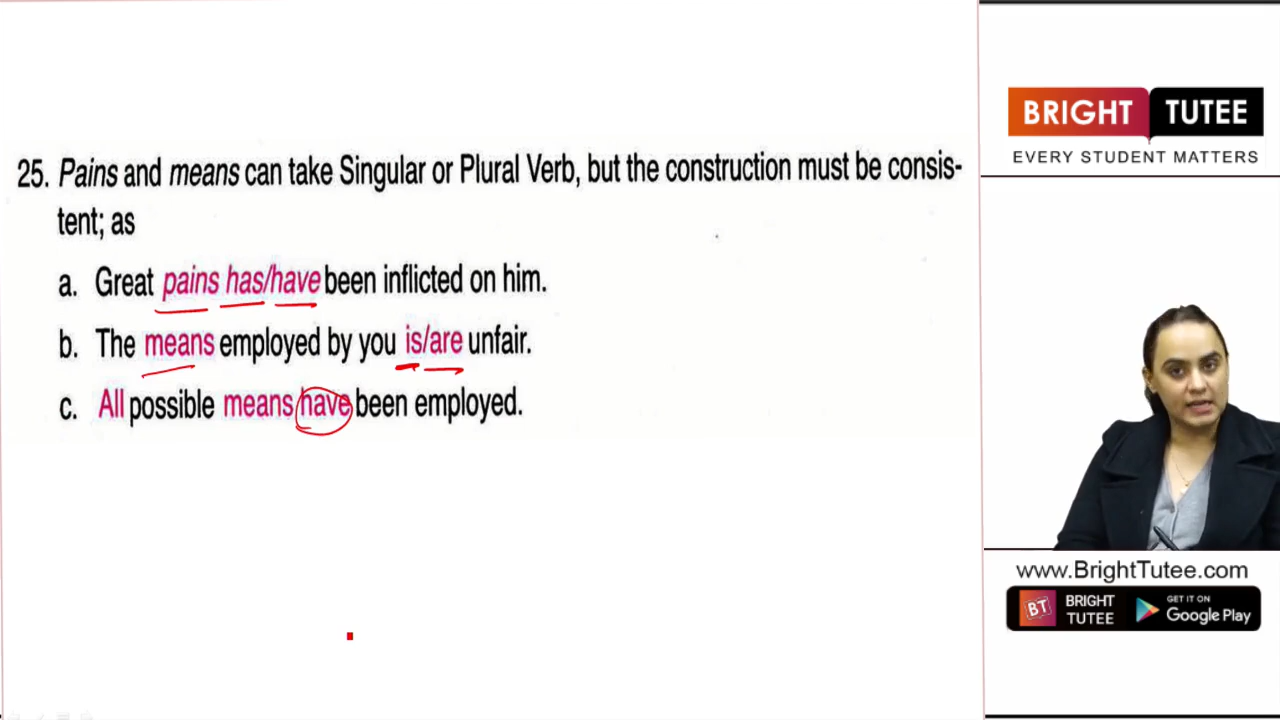 25. Pains and means can take Singular or Plural Verb, but the construction must be consis-
tent; as
a. Great pains has/have been inflicted on him.
b. The means employed by you is/are unfair.
c. All possible means have been employed.
BRIGHT TUTEE
EVERY STUDENT MATTERS
www.BrightTutee.com
BT
BRIGHT
TUTEE
GET IT ON
Google Play